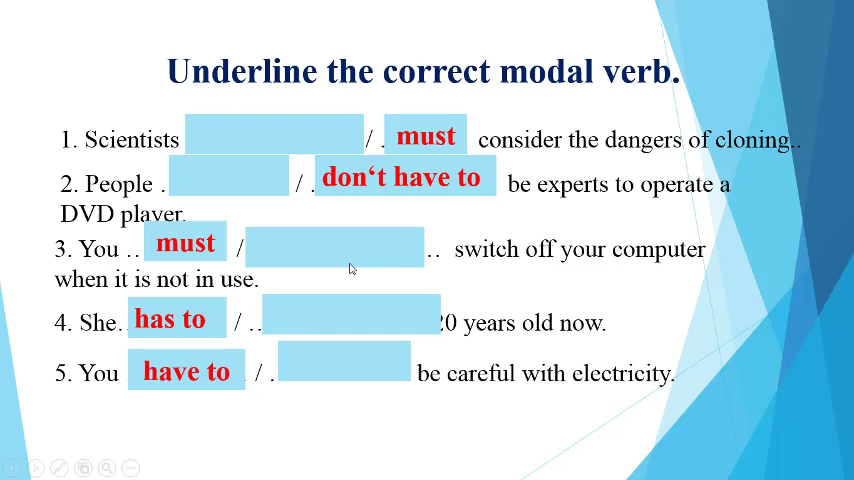 Underline the correct modal verb.
1. Scientists / . must consider the dangers of cloning..
2. People . / . don‘t have to be experts to operate a
DVD player.
3. You .. must / .. switch off your computer
when it is not in use.
4. She.. has to / .. 20 years old now.
5. You have to . / . be careful with electricity.